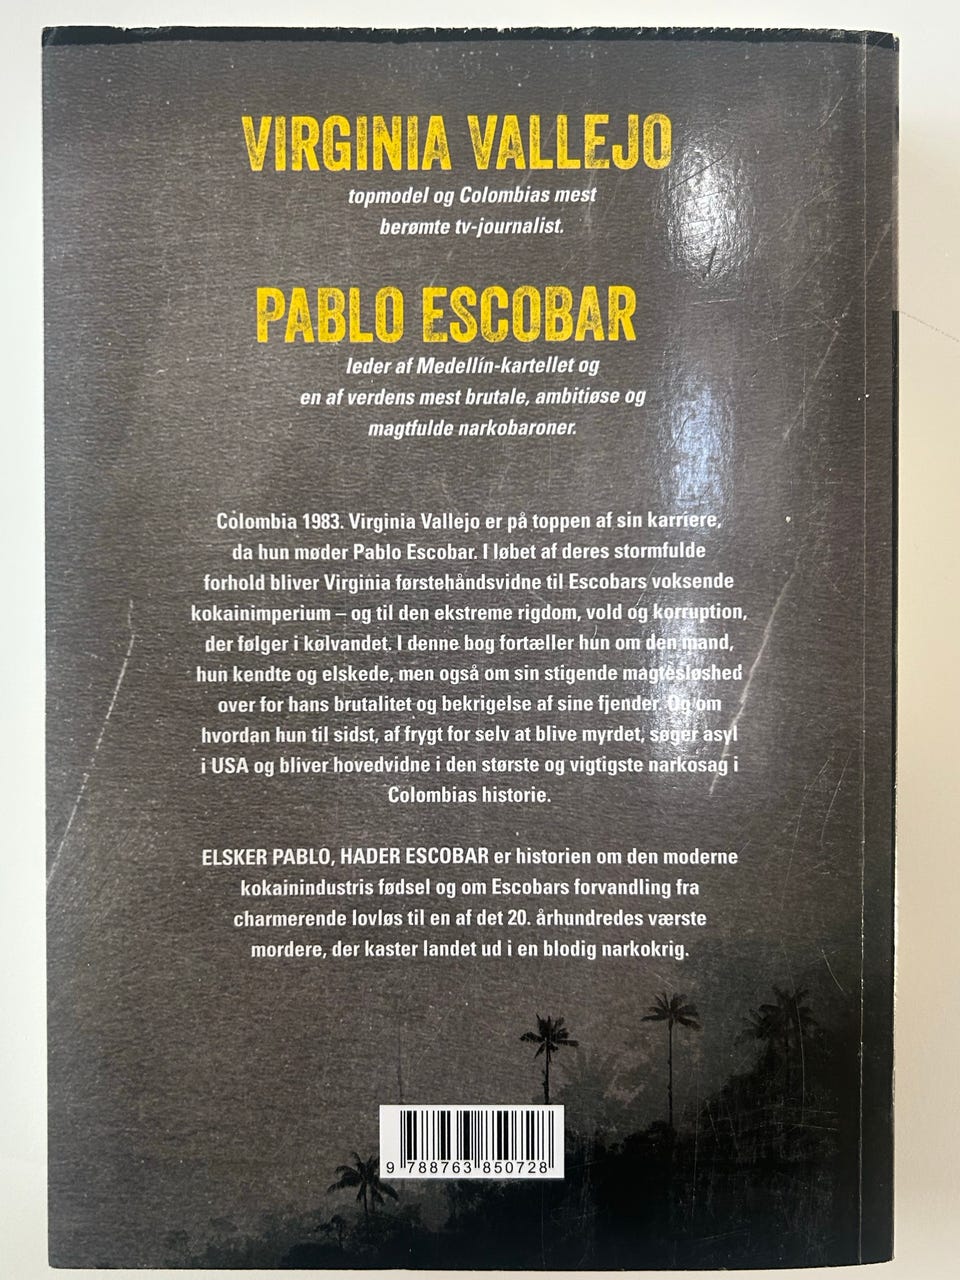 VIRGINIA VALLEJO
topmodel og Colombias mest
berømte tv-journalist.
PABLO ESCOBAR
leder af Medellín-kartellet og
en af verdens mest brutale, ambitiøse og
magtfulde narkobaroner.
Colombia 1983. Virginia Vallejo er på toppen af sin karriere,
da hun møder Pablo Escobar. I løbet af deres stormfulde
forhold bliver Virginia førstehåndsvidne til Escobars voksende
kokainimperium – og til den ekstreme rigdom, vold og korruption,
der følger i kølvandet. I denne bog fortæller hun om den mand,
hun kendte og elskede, men også om sin stigende magtesløshed
over for hans brutalitet og bekrigelse af sine fjender. Og om
hvordan hun til sidst, af frygt for selv at blive myrdet, søger asyl
i USA og bliver hovedvidne i den største og vigtigste narkosag i
Colombias historie.
ELSKER PABLO, HADER ESCOBAR er historien om den moderne
kokainindustris fødsel og om Escobars forvandling fra
charmerende lovløs til en af det 20. århundredes værste
mordere, der kaster landet ud i en blodig narkokrig.
9 788763 850728